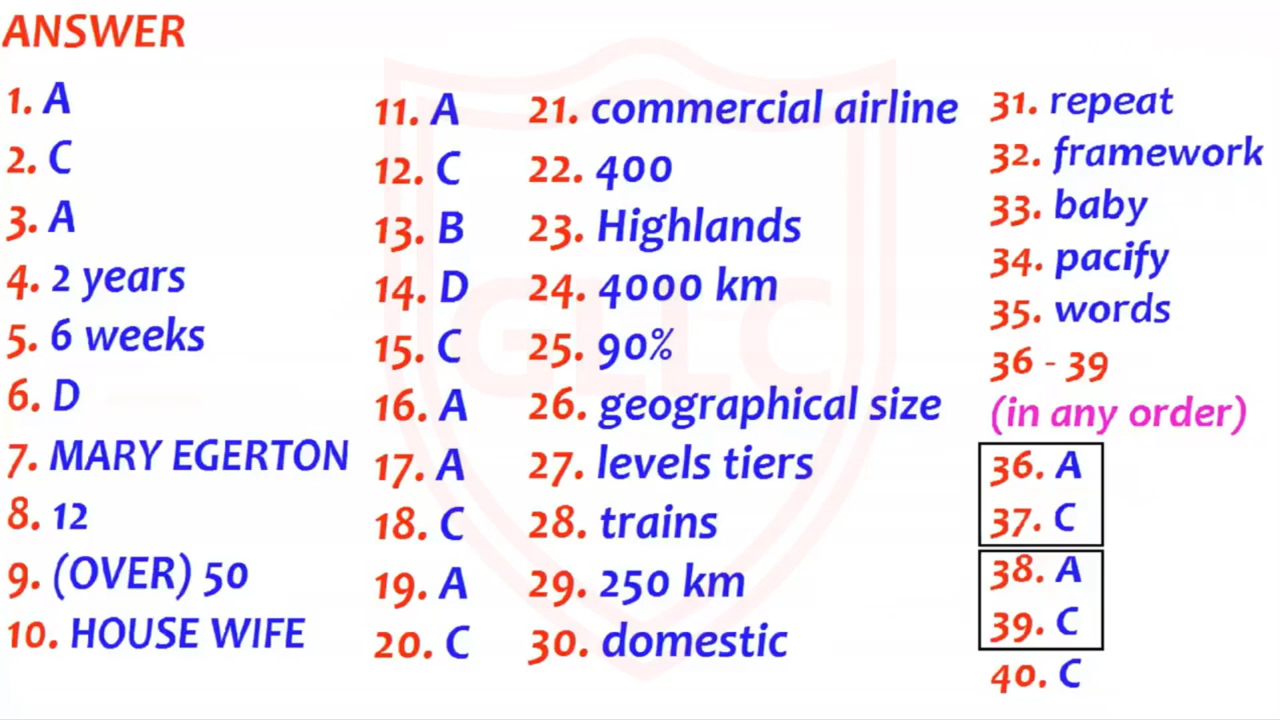 ANSWER
1. A
2. C
3. A
4. 2 years
5. 6 weeks
6. D
7. MARY EGERTON
8. 12
9. (OVER) 50
10. HOUSE WIFE
11. A
12. C
13. B
14. D
15. C
16. A
17. A
18. C
19. A
20. C
21. commercial airline
22. 400
23. Highlands
24. 4000 km
25. 90%
26. geographical size
27. levels tiers
28. trains
29. 250 km
30. domestic
31. repeat
32. framework
33. baby
34. pacify
35. words
36 - 39
(in any order)
36. A
37. C
38. A
39. C
40. C
GLLC